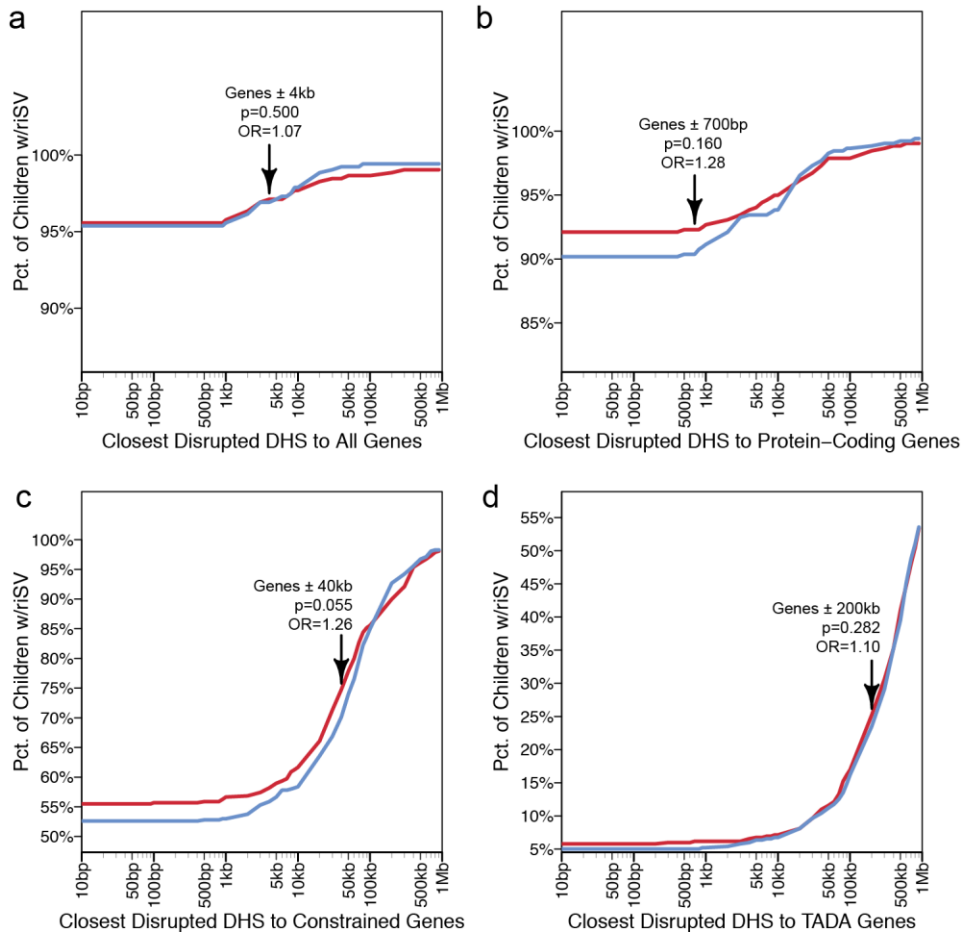 a
Pct. of Children w/riSV
100%
95%
90%
Genes ± 4kb
p=0.500
OR=1.07
10bp 50bp 100bp 500bp 1kb 5kb 10kb 50kb 100kb 500kb 1Mb
Closest Disrupted DHS to All Genes
b
Pct. of Children w/riSV
100%
95%
90%
85%
Genes ± 700bp
p=0.160
OR=1.28
10bp 50bp 100bp 500bp 1kb 5kb 10kb 50kb 100kb 500kb 1Mb
Closest Disrupted DHS to Protein−Coding Genes
c
Pct. of Children w/riSV
100%
95%
90%
85%
80%
75%
70%
65%
60%
55%
50%
Genes ± 40kb
p=0.055
OR=1.26
10bp 50bp 100bp 500bp 1kb 5kb 10kb 50kb 100kb 500kb 1Mb
Closest Disrupted DHS to Constrained Genes
d
Pct. of Children w/riSV
55%
50%
45%
40%
35%
30%
25%
20%
15%
10%
5%
Genes ± 200kb
p=0.282
OR=1.10
10bp 50bp 100bp 500bp 1kb 5kb 10kb 50kb 100kb 500kb 1Mb
Closest Disrupted DHS to TADA Genes